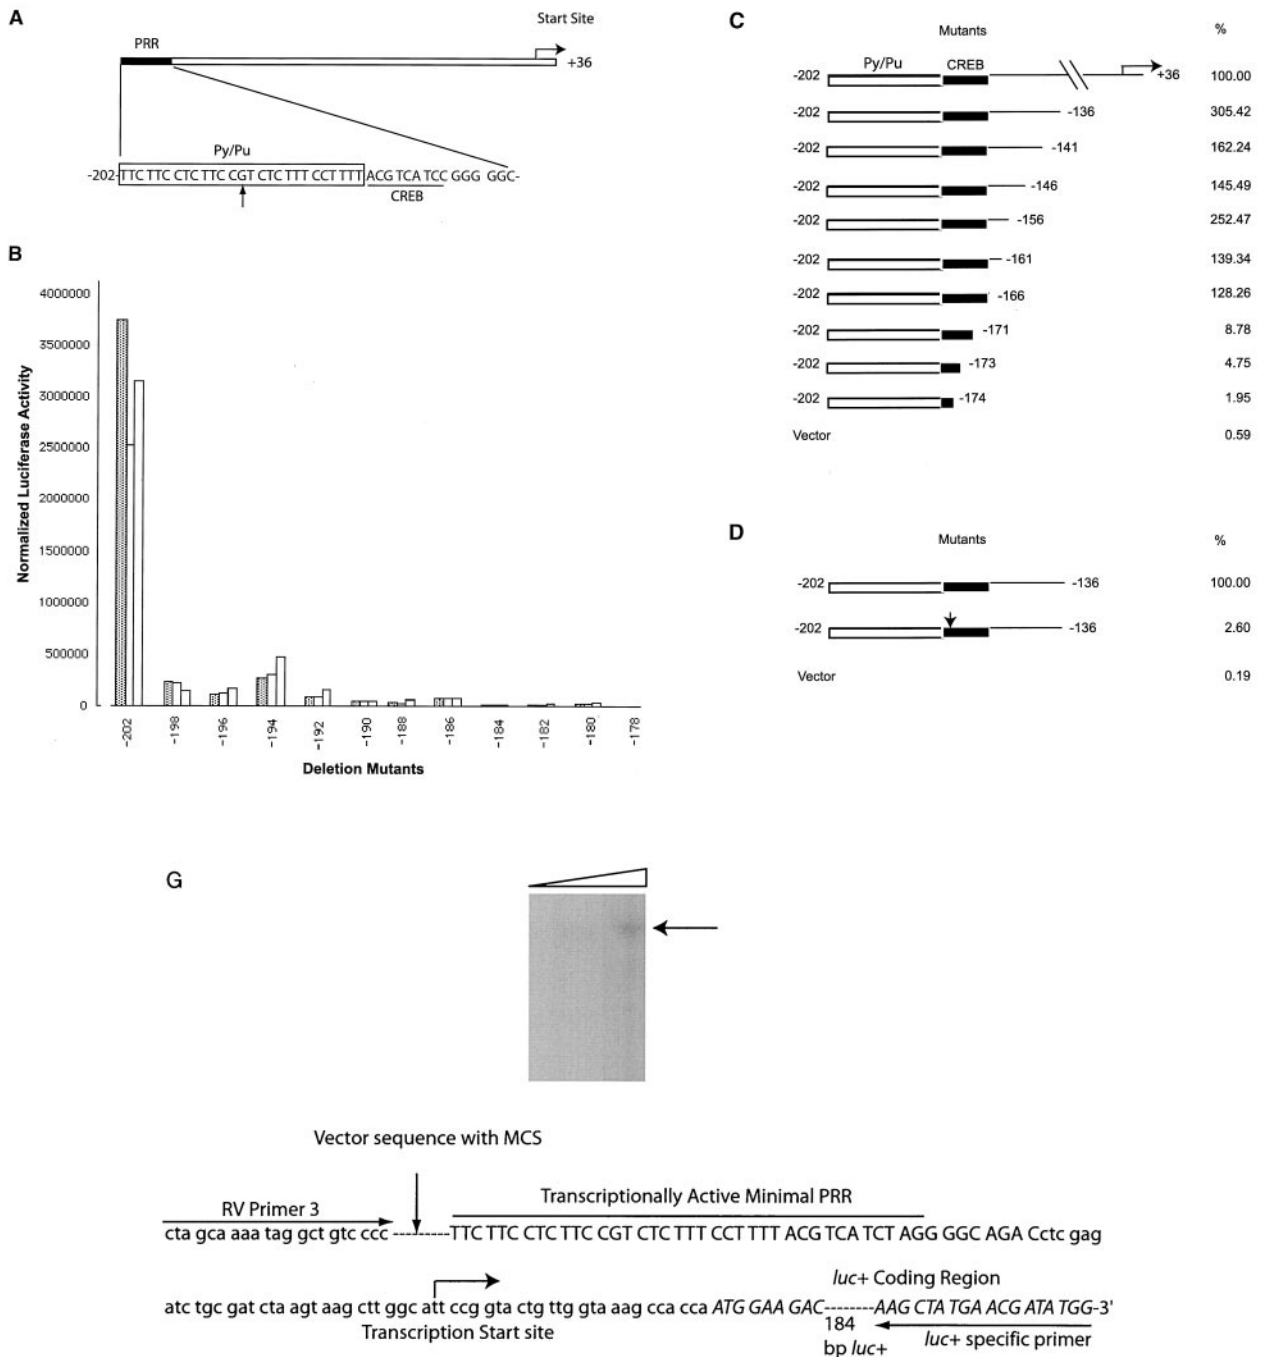 A
Start Site
PRR
+36
Py/Pu
-202-TTC TTC CTC TTC CGT CTC TTT CCT TTT ACG TCA TCC GGG GGC-
CREB
B
Normalized Luciferase Activity
4000000
3500000
3000000
2500000
2000000
1500000
1000000
500000
0
-202
-198
-196
-194
-192
-190
-188
-186
-184
-182
-180
-178
Deletion Mutants
C
Mutants
%
Py/Pu
CREB
-202
+36
100.00
-202
-136
305.42
-202
-141
162.24
-202
-146
145.49
-202
-156
252.47
-202
-161
139.34
-202
-166
128.26
-202
-171
8.78
-202
-173
4.75
-202
-174
1.95
Vector
0.59
D
Mutants
%
-202
-136
100.00
-202
-136
2.60
Vector
0.19
G
Vector sequence with MCS
RV Primer 3
Transcriptionally Active Minimal PRR
cta gca aaa tag gct gtc ccc ---------TTC TTC CTC TTC CGT CTC TTT CCT TTT ACG TCA TCT AGG GGC AGA Cctc gag
luc+ Coding Region
atc tgc gat cta agt aag ctt ggc att ccg gta ctg ttg gta aag cca cca ATG GAA GAC--------AAG CTA TGA ACG ATA TGG-3'
Transcription Start site
184
bp luc+
luc+ specific primer